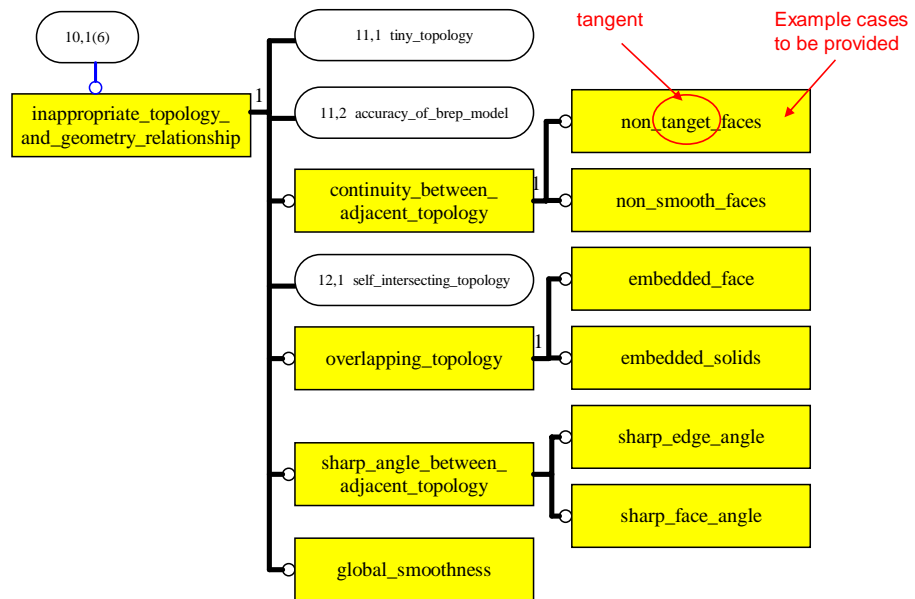 tangent
Example cases
to be provided
10,1(6)
inappropriate_topology_
and_geometry_relationship
1
11,1 tiny_topology
11,2 accuracy_of_brep_model
continuity_between_
adjacent_topology
1
non_tanget_faces
non_smooth_faces
12,1 self_intersecting_topology
overlapping_topology
1
embedded_face
embedded_solids
sharp_angle_between_
adjacent_topology
sharp_edge_angle
sharp_face_angle
global_smoothness